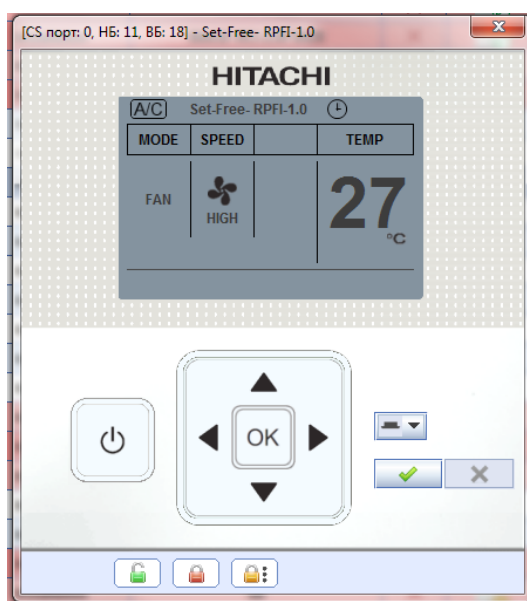 [CS порт: 0, НБ: 11, ВБ: 18] - Set-Free- RPFI-1.0
HITACHI
A/C Set-Free- RPFI-1.0
MODE SPEED TEMP
FAN HIGH 27 °C
OK